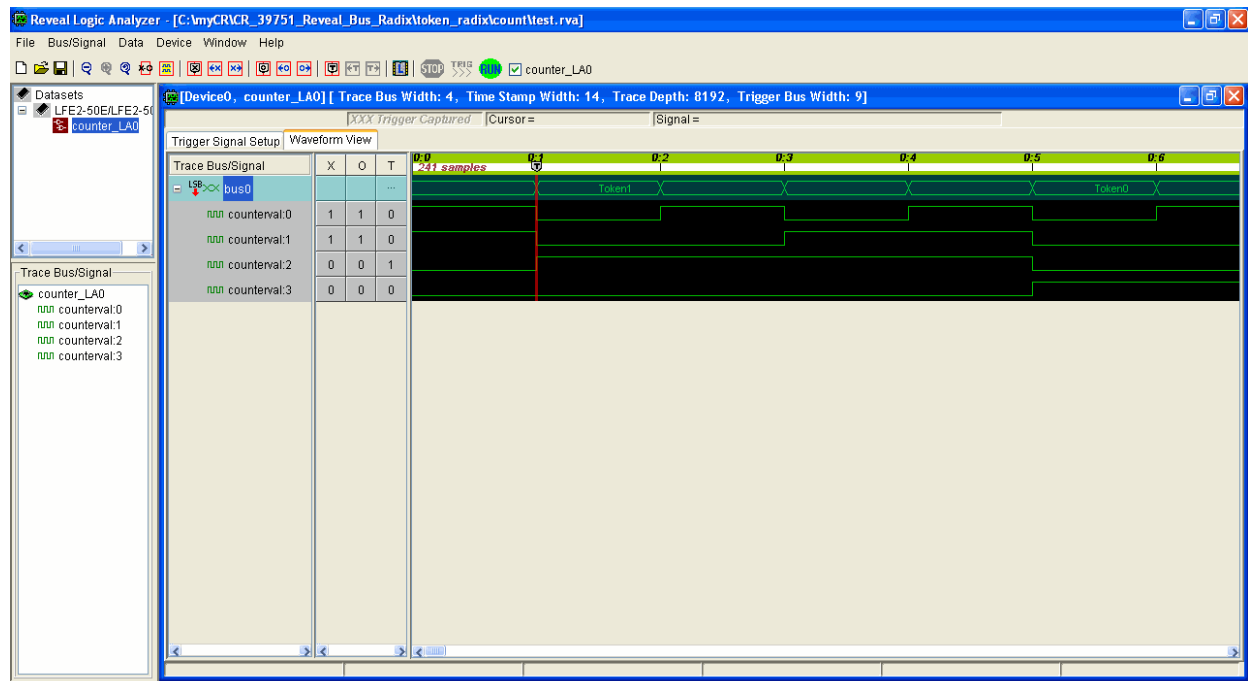 Reveal Logic Analyzer - [C:\myCR\CR_39751_Reveal_Bus_Radix\token_radix\count\test.rva]
File Bus/Signal Data Device Window Help
STOP TRIG RUN counter_LA0
Datasets
LFE2-50E/LFE2-50
counter_LA0
Trace Bus/Signal
counter_LA0
counterval:0
counterval:1
counterval:2
counterval:3
[Device0, counter_LA0] [ Trace Bus Width: 4, Time Stamp Width: 14, Trace Depth: 8192, Trigger Bus Width: 9]
XXX Trigger Captured Cursor = Signal =
Trigger Signal Setup Waveform View
Trace Bus/Signal X O T 0:0 0:1 0:2 0:3 0:4 0:5 0:6
241 samples T
LSB bus0 ... Token1 Token0
counterval:0 1 1 0
counterval:1 1 1 0
counterval:2 0 0 1
counterval:3 0 0 0